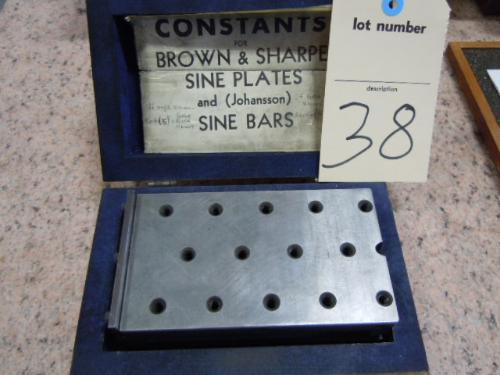 CONSTANTS
FOR
BROWN & SHARPE
SINE PLATES
and (Johansson)
SINE BARS
lot number
description
38